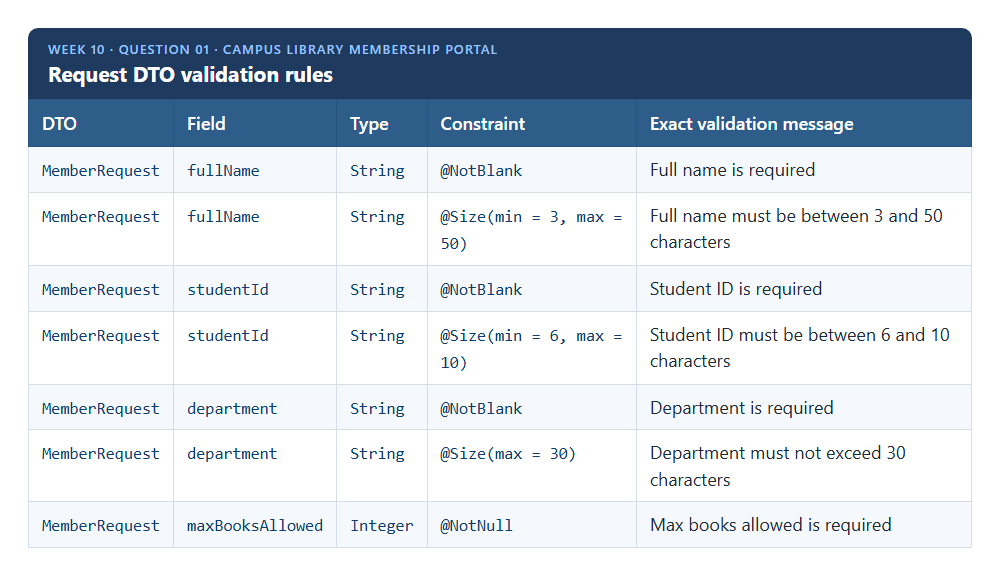 WEEK 10 · QUESTION 01 · CAMPUS LIBRARY MEMBERSHIP PORTAL
Request DTO validation rules
DTO Field Type Constraint Exact validation message
MemberRequest fullName String @NotBlank Full name is required
MemberRequest fullName String @Size(min = 3, max = Full name must be between 3 and 50
50) characters
MemberRequest studentId String @NotBlank Student ID is required
MemberRequest studentId String @Size(min = 6, max = Student ID must be between 6 and 10
10) characters
MemberRequest department String @NotBlank Department is required
MemberRequest department String @Size(max = 30) Department must not exceed 30
characters
MemberRequest maxBooksAllowed Integer @NotNull Max books allowed is required